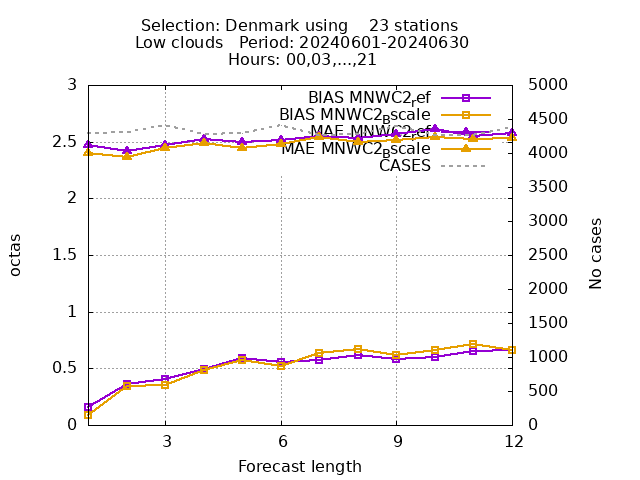 Selection: Denmark using 23 stations
Low clouds Period: 20240601-20240630
Hours: 00,03,...,21
BIAS MNWC2ref
BIAS MNWC2Bscale
MAE MNWC2ref
MAE MNWC2Bscale
CASES
3
2.5
2
1.5
1
0.5
0
5000
4500
4000
3500
3000
2500
2000
1500
1000
500
0
octas
No cases
3 6 9 12
Forecast length